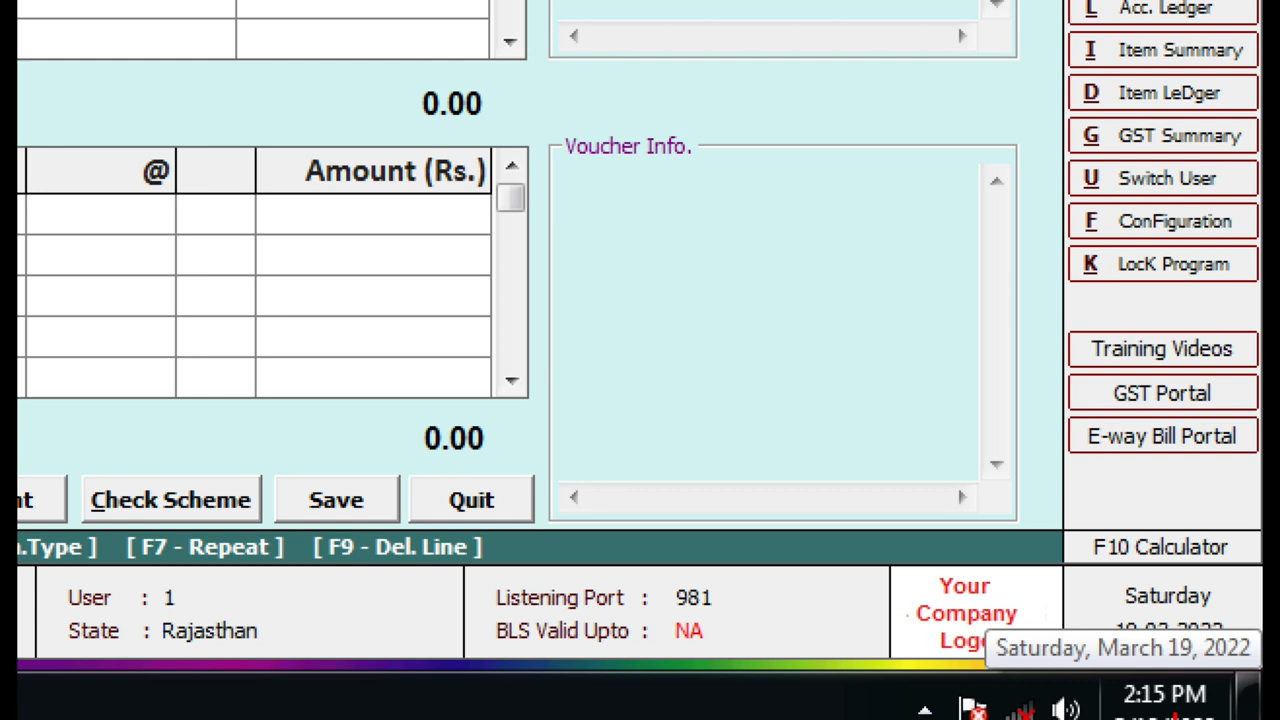 L Acc. Ledger
I Item Summary
0.00
D Item LeDger
G GST Summary
Voucher Info.
@ Amount (Rs.)
U Switch User
F ConFiguration
K LocK Program
Training Videos
GST Portal
E-way Bill Portal
0.00
nt Check Scheme Save Quit
.Type ] [ F7 - Repeat ] [ F9 - Del. Line ]
F10 Calculator
User : 1
State : Rajasthan
Listening Port : 981
BLS Valid Upto : NA
Your
Company
Logo
Saturday
Saturday, March 19, 2022
2:15 PM